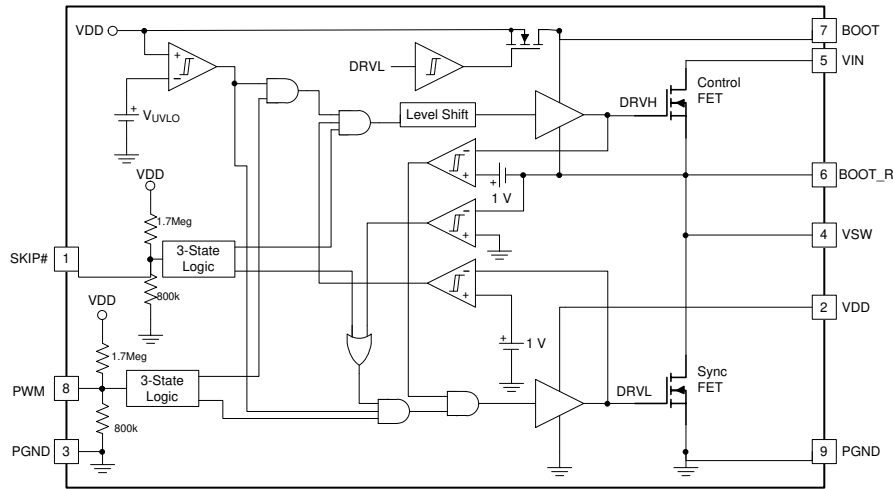 VDD
7 BOOT
5 VIN
DRVL
Control
FET
DRVH
Level Shift
+
−
+
VUVLO
−
+
+
1 V
6 BOOT_R
VDD
1.7Meg
−
+
SKIP# 1
3-State
Logic
4 VSW
800k
−
+
VDD
2 VDD
+
1 V
1.7Meg
Sync
FET
PWM 8
3-State
Logic
DRVL
800k
PGND 3
9 PGND